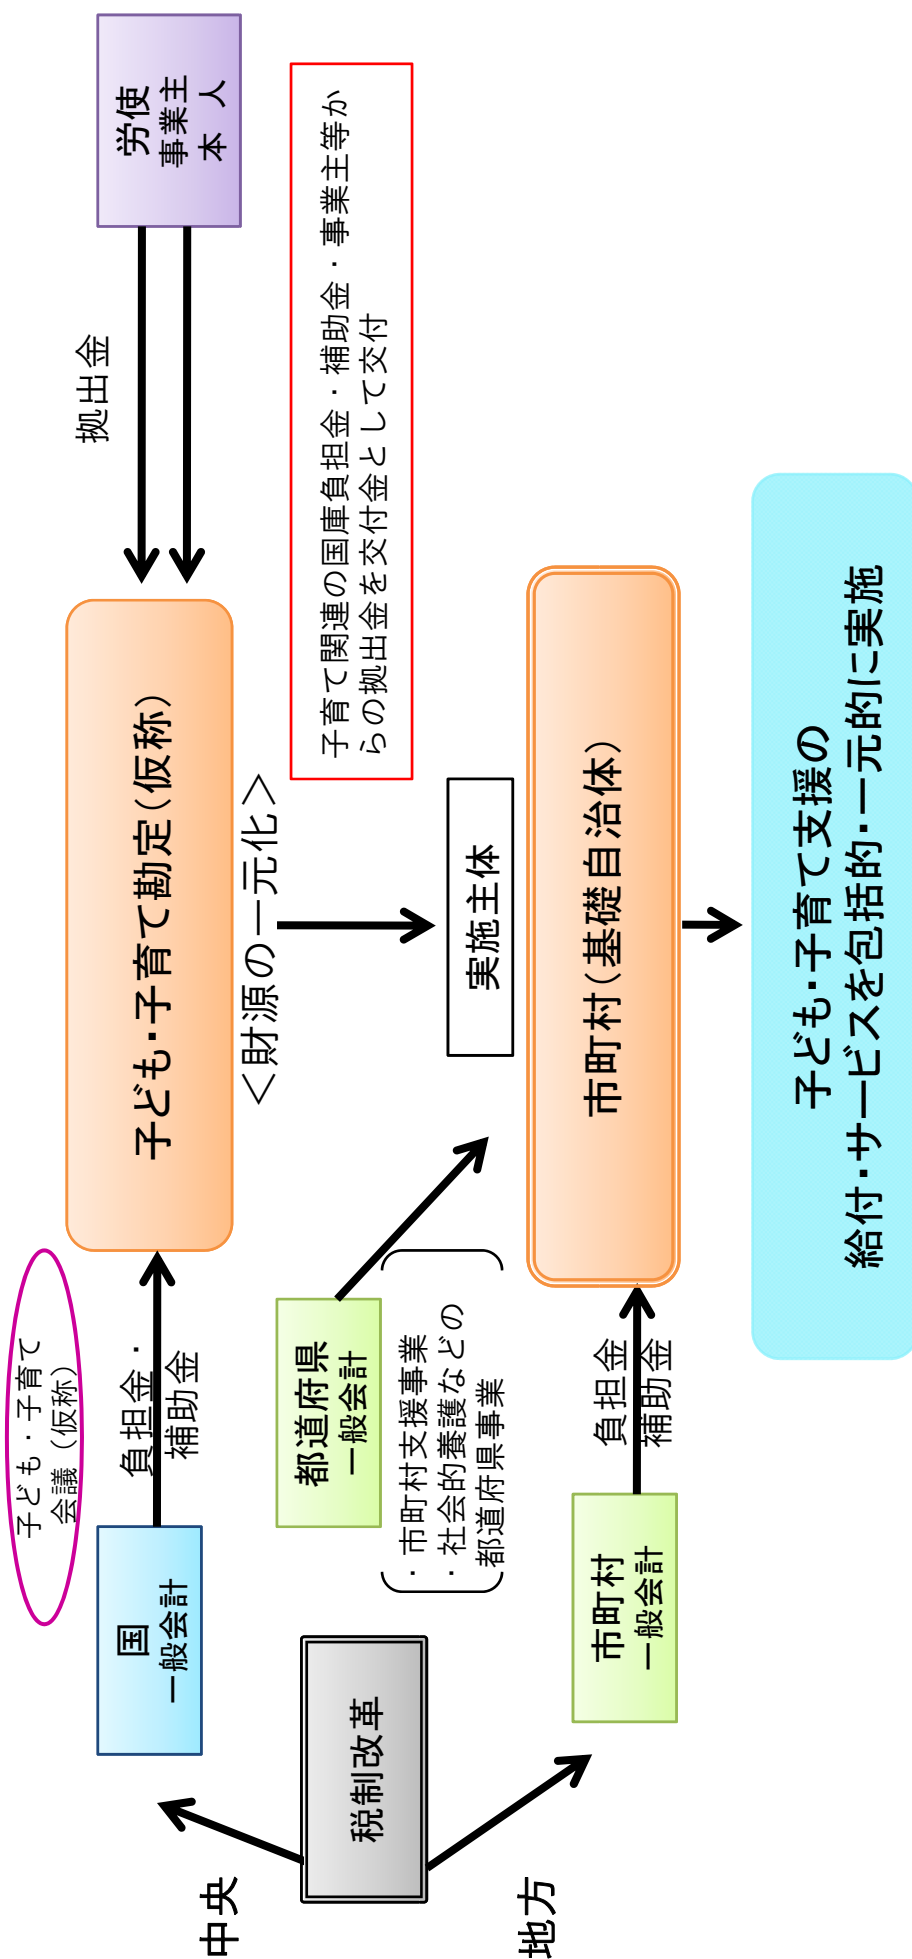 中央
地方
税制改革
子ども・子育て
会議（仮称）
国
一般会計
負担金・
補助金
子ども・子育て勘定（仮称）
＜財源の一元化＞
拠出金
労使
事業主
本 人
子育て関連の国庫負担金・補助金・事業主等か
らの拠出金を交付金として交付
都道府県
一般会計
・市町村支援事業
・社会的養護などの
都道府県事業
実施主体
市町村
一般会計
負担金
補助金
市町村（基礎自治体）
子ども・子育て支援の
給付・サービスを包括的・一元的に実施